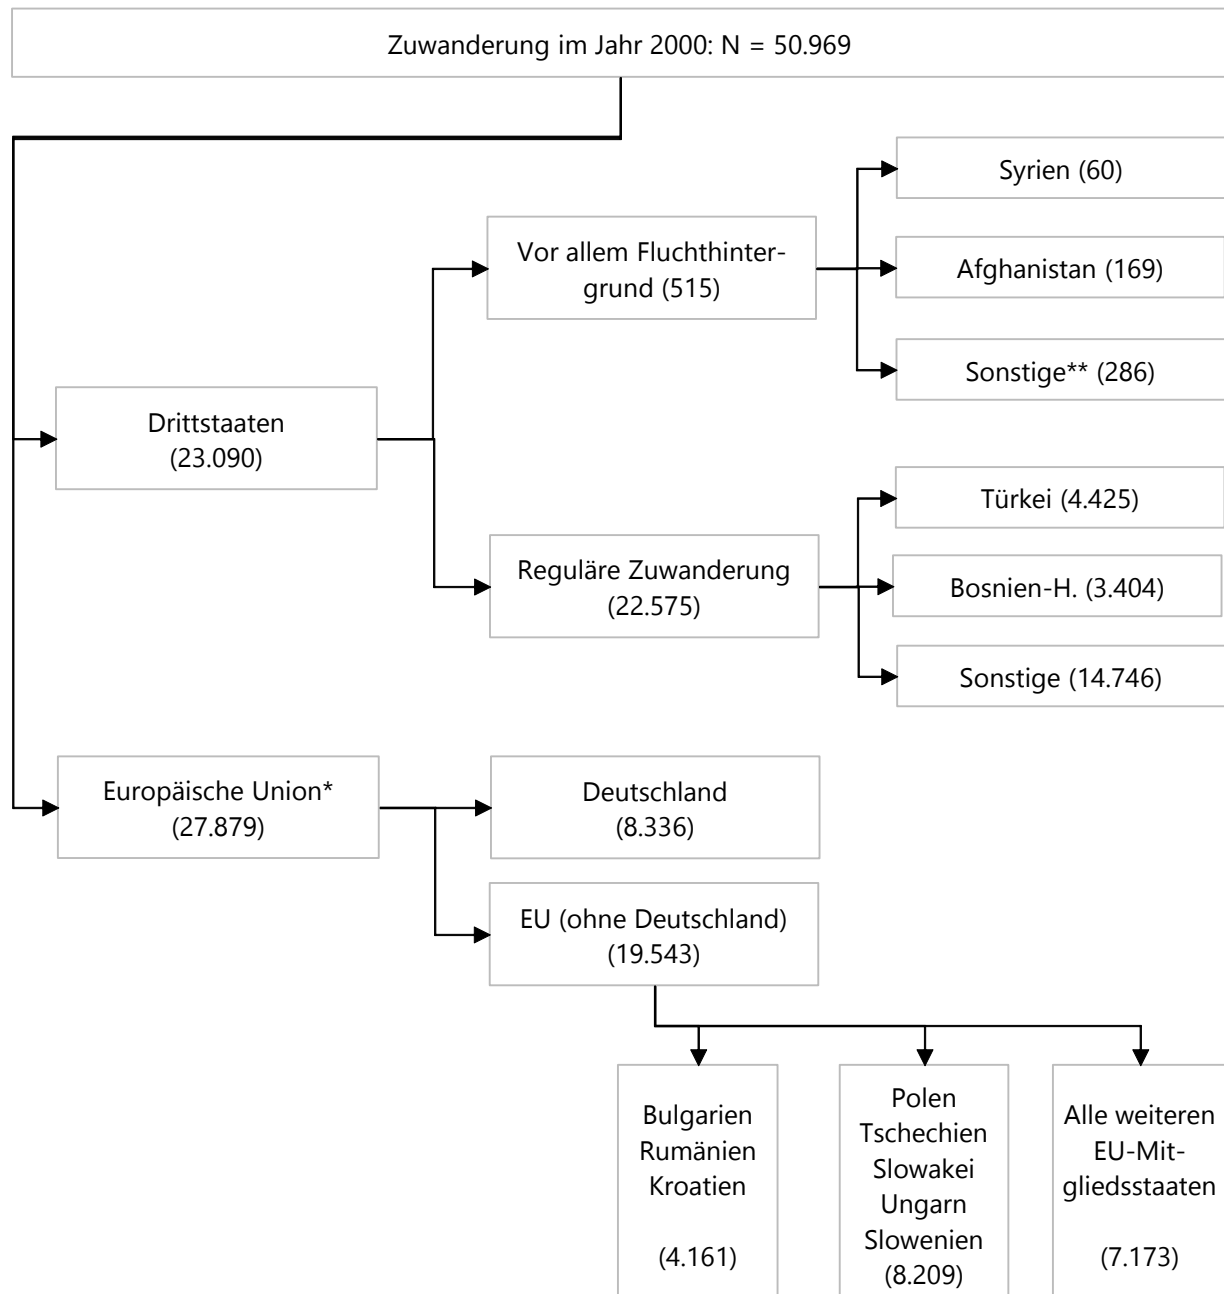 Zuwanderung im Jahr 2000: N = 50.969
Syrien (60)
Vor allem Fluchthinter-
grund (515)
Afghanistan (169)
Sonstige** (286)
Drittstaaten
(23.090)
Türkei (4.425)
Reguläre Zuwanderung
(22.575)
Bosnien-H. (3.404)
Sonstige (14.746)
Europäische Union*
(27.879)
Deutschland
(8.336)
EU (ohne Deutschland)
(19.543)
Bulgarien
Rumänien
Kroatien
(4.161)
Polen
Tschechien
Slowakei
Ungarn
Slowenien
(8.209)
Alle weiteren
EU-Mit-
gliedsstaaten
(7.173)